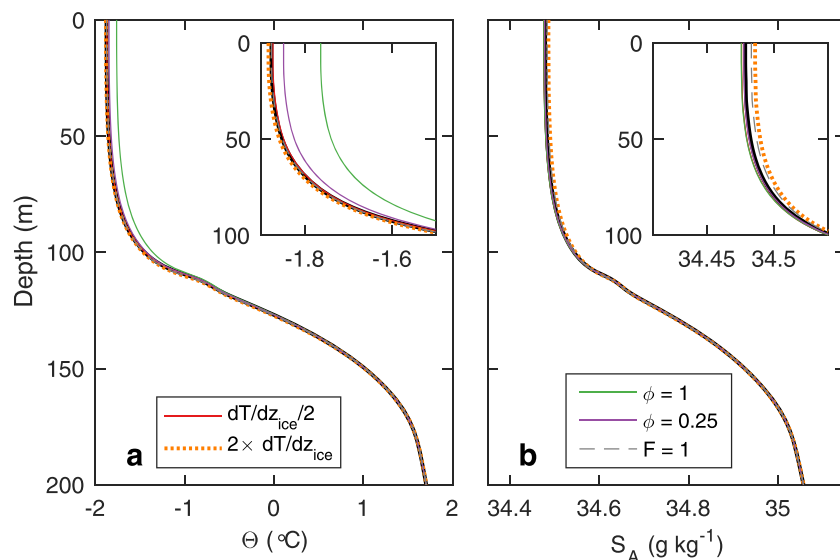 0
50
100
150
200
Depth (m)
-2
-1
0
1
2
Θ (°C)
0
50
100
-1.8
-1.6
dT/dz_ice/2
2× dT/dz_ice
a
0
50
100
34.45
34.5
ϕ = 1
ϕ = 0.25
F = 1
b
34.4
34.6
34.8
35
S_A (g kg⁻¹)